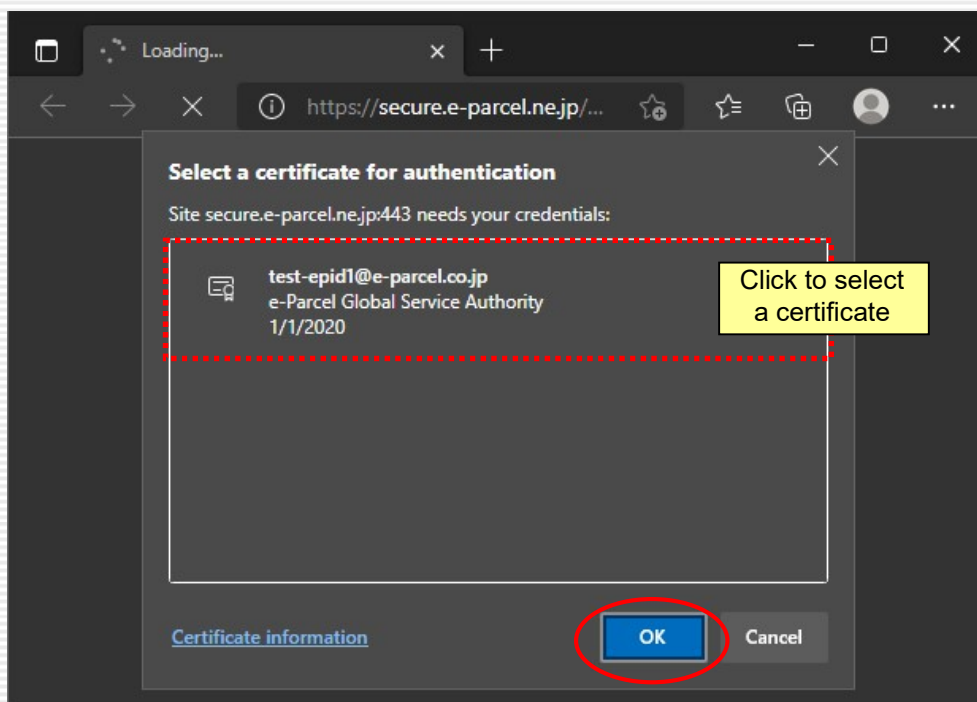 Loading...
https://secure.e-parcel.ne.jp/...
Select a certificate for authentication
Site secure.e-parcel.ne.jp:443 needs your credentials:
test-epid1@e-parcel.co.jp
e-Parcel Global Service Authority
1/1/2020
Click to select
a certificate
Certificate information
OK
Cancel